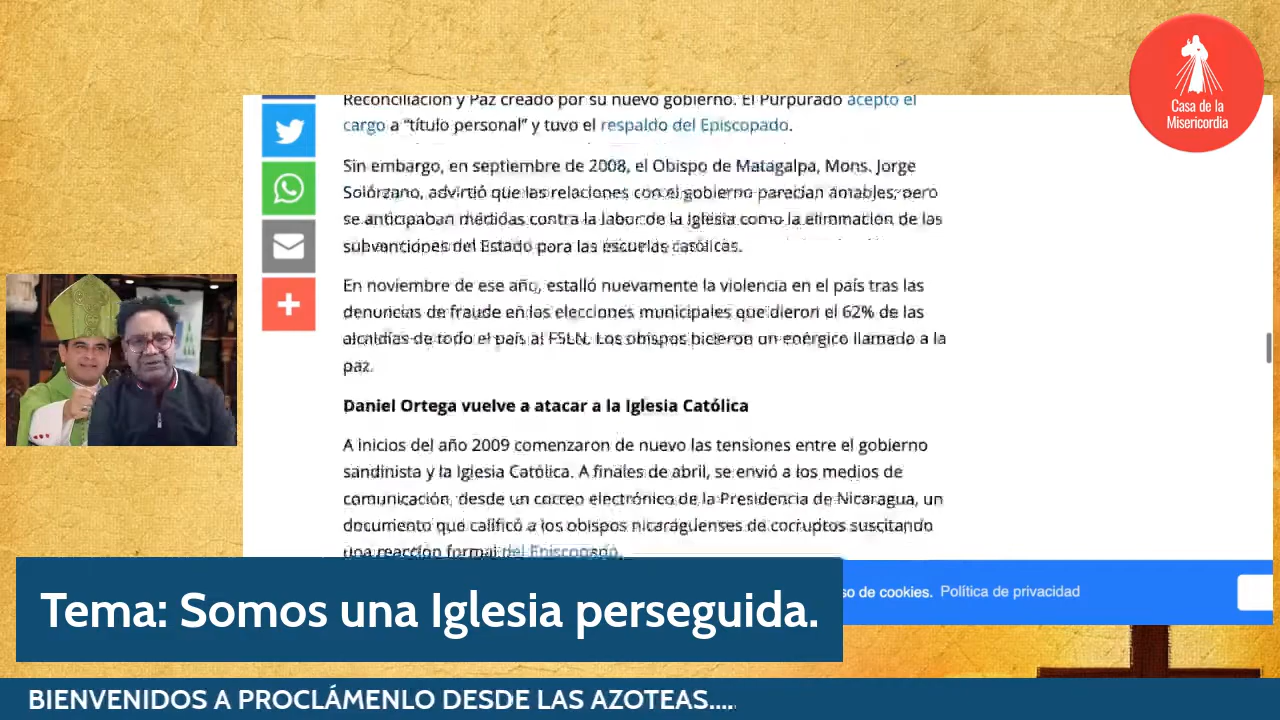 Casa de la
Misericordia
Reconciliación y Paz creado por su nuevo gobierno. El Purpurado aceptó el
cargo a “título personal” y tuvo el respaldo del Episcopado.
Sin embargo, en septiembre de 2008, el Obispo de Matagalpa, Mons. Jorge
Solórzano, advirtió que las relaciones con el gobierno parecían amables, pero
se anticipaban medidas contra la labor de la Iglesia como la eliminación de las
subvenciones del Estado para las escuelas católicas.
En noviembre de ese año, estalló nuevamente la violencia en el país tras las
denuncias de fraude en las elecciones municipales que dieron el 62% de las
alcaldías de todo el país al FSLN. Los obispos hicieron un enérgico llamado a la
paz.
Daniel Ortega vuelve a atacar a la Iglesia Católica
A inicios del año 2009 comenzaron de nuevo las tensiones entre el gobierno
sandinista y la Iglesia Católica. A finales de abril, se envió a los medios de
comunicación, desde un correo electrónico de la Presidencia de Nicaragua, un
documento que calificó a los obispos nicaragüenses de corruptos suscitando
una reacción formal del Episcopado.
so de cookies. Política de privacidad
Tema: Somos una Iglesia perseguida.
BIENVENIDOS A PROCLÁMENLO DESDE LAS AZOTEAS....